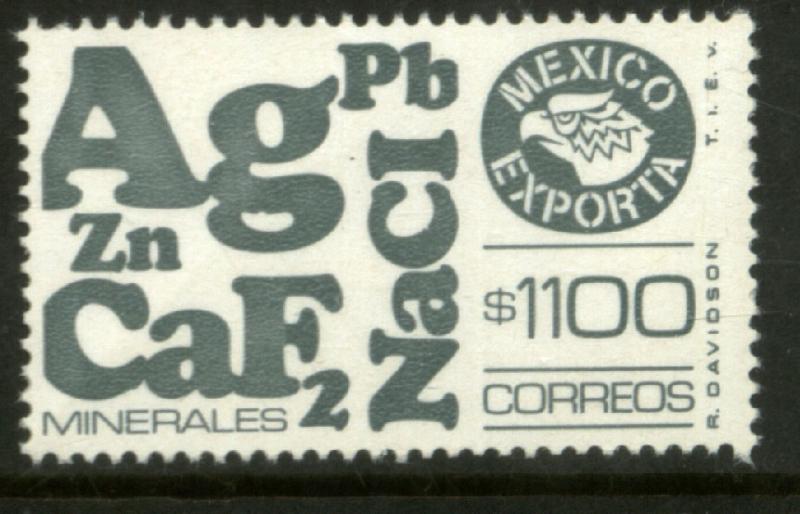 Ag
Pb
Zn
CaF2
NaCl
MINERALES
MEXICO
EXPORTA
$1100
CORREOS
R. DAVIDSON T. I. E. V.